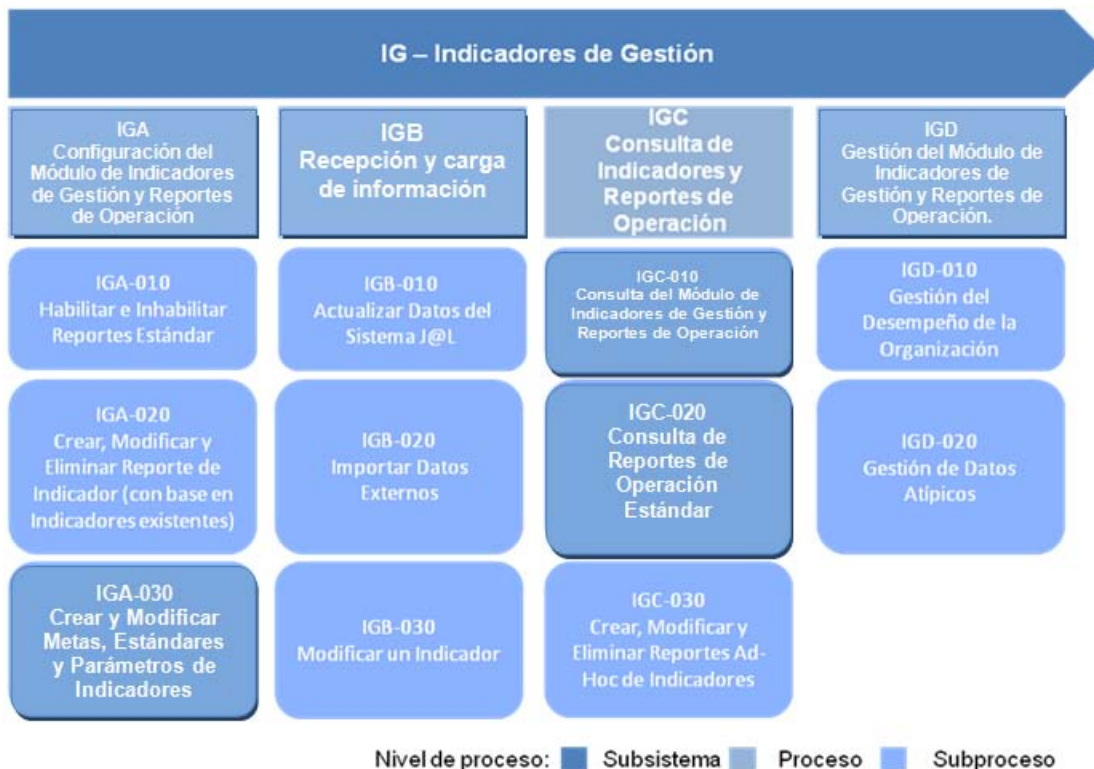 IG – Indicadores de Gestión
IGA
Configuración del
Módulo de Indicadores
de Gestión y Reportes
de Operación
IGB
Recepción y carga
de información
IGC
Consulta de
Indicadores y
Reportes de
Operación
IGD
Gestión del Módulo de
Indicadores de
Gestión y Reportes de
Operación.
IGA-010
Habilitar e Inhabilitar
Reportes Estándar
IGB-010
Actualizar Datos del
Sistema J@L
IGC-010
Consulta del Módulo de
Indicadores de Gestión y
Reportes de Operación
IGD-010
Gestión del
Desempeño de la
Organización
IGA-020
Crear, Modificar y
Eliminar Reporte de
Indicador (con base en
Indicadores existentes)
IGB-020
Importar Datos
Externos
IGC-020
Consulta de
Reportes de
Operación
Estándar
IGD-020
Gestión de Datos
Atípicos
IGA-030
Crear y Modificar
Metas, Estándares
y Parámetros de
Indicadores
IGB-030
Modificar un Indicador
IGC-030
Crear, Modificar y
Eliminar Reportes Ad-
Hoc de Indicadores
Nivel de proceso: Subsistema Proceso Subproceso